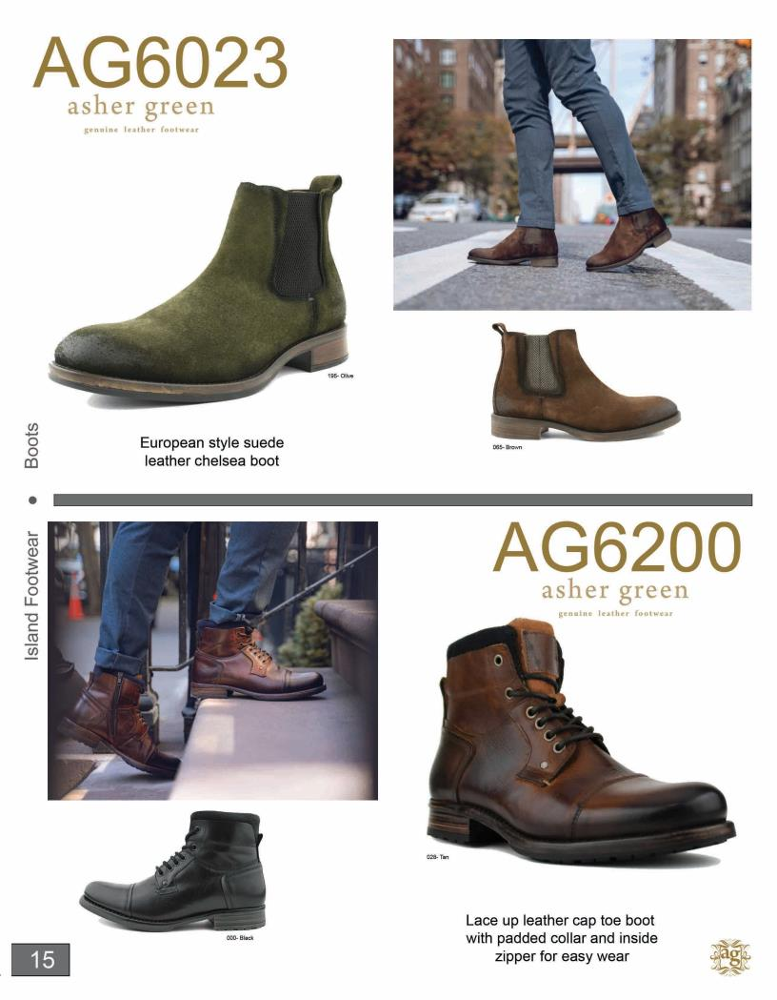 AG6023
asher green
genuine leather footwear
195- Olive
European style suede
leather chelsea boot
065- Brown
Boots
Island Footwear
AG6200
asher green
genuine leather footwear
028- Tan
000- Black
Lace up leather cap toe boot
with padded collar and inside
zipper for easy wear
15
ag